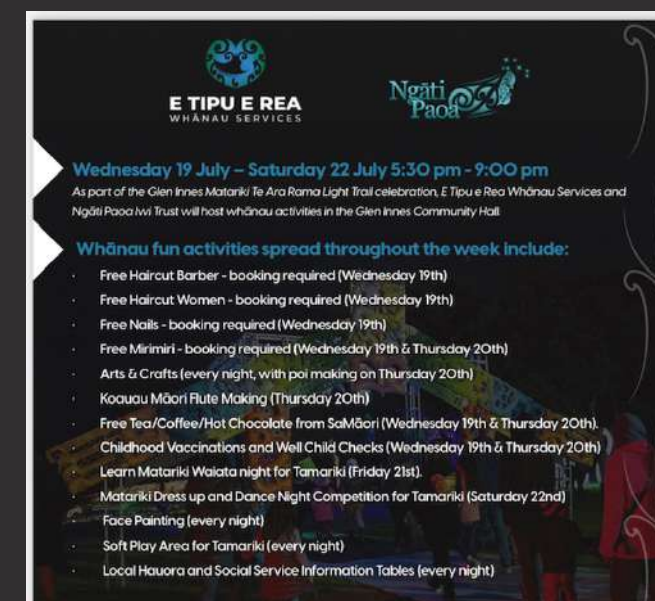 E TIPU E REA
WHĀNAU SERVICES
Ngāti
Paoa
Wednesday 19 July – Saturday 22 July 5:30 pm - 9:00 pm
As part of the Glen Innes Matariki Te Ara Rama Light Trail celebration, E Tipu e Rea Whānau Services and
Ngāti Paoa Iwi Trust will host whānau activities in the Glen Innes Community Hall.
Whānau fun activities spread throughout the week include:
· Free Haircut Barber - booking required (Wednesday 19th)
· Free Haircut Women - booking required (Wednesday 19th)
· Free Nails - booking required (Wednesday 19th)
· Free Mirimiri - booking required (Wednesday 19th & Thursday 20th)
· Arts & Crafts (every night, with poi making on Thursday 20th)
· Koauau Māori Flute Making (Thursday 20th)
· Free Tea/Coffee/Hot Chocolate from SaMāori (Wednesday 19th & Thursday 20th).
· Childhood Vaccinations and Well Child Checks (Wednesday 19th & Thursday 20th)
· Learn Matariki Waiata night for Tamariki (Friday 21st).
· Matariki Dress up and Dance Night Competition for Tamariki (Saturday 22nd)
· Face Painting (every night)
· Soft Play Area for Tamariki (every night)
· Local Hauora and Social Service Information Tables (every night)